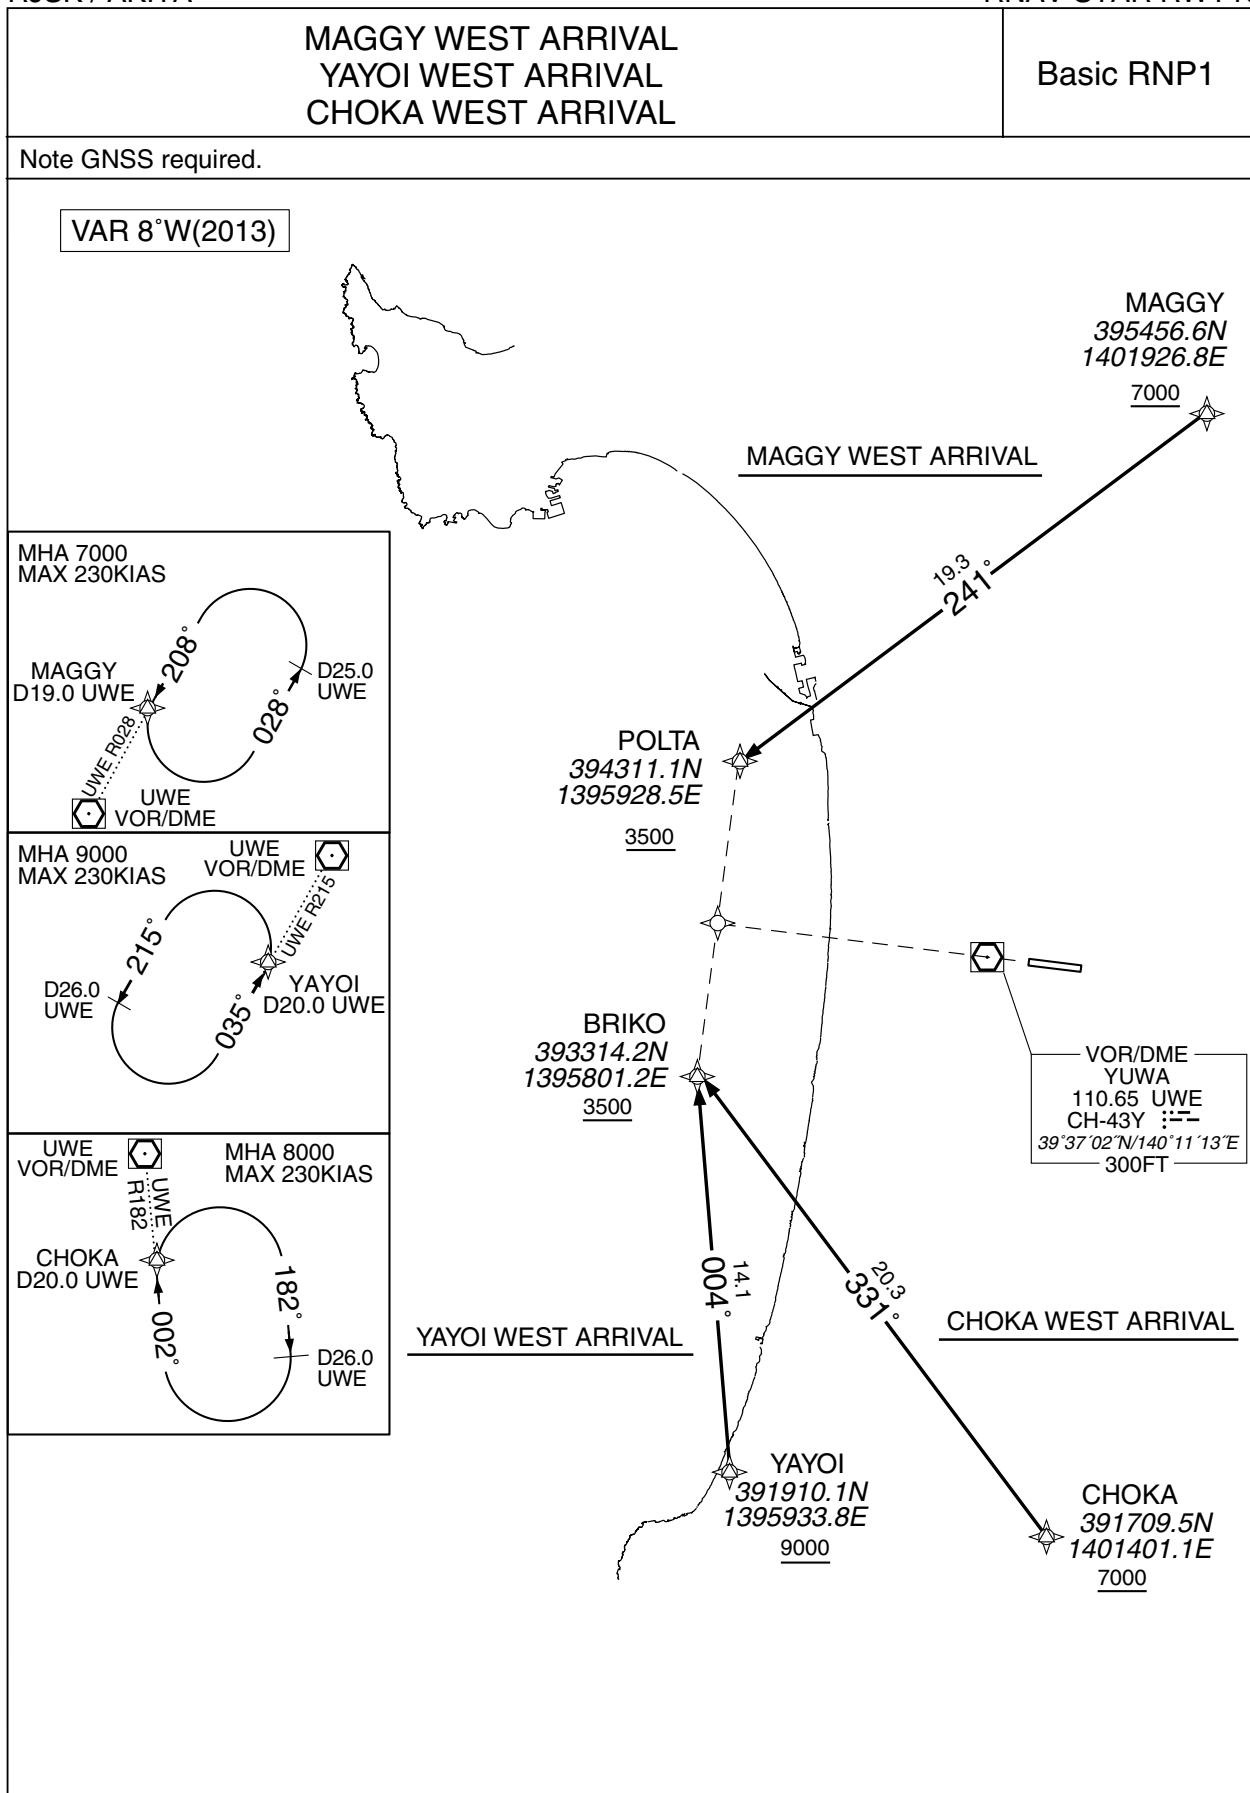 MAGGY WEST ARRIVAL
YAYOI WEST ARRIVAL
CHOKA WEST ARRIVAL
Basic RNP1
Note GNSS required.
VAR 8°W(2013)
MAGGY
395456.6N
1401926.8E
7000
MAGGY WEST ARRIVAL
19.3
241°
MHA 7000
MAX 230KIAS
208°
MAGGY
D19.0 UWE
D25.0
UWE
028°
UWE R028
UWE
VOR/DME
POLTA
394311.1N
1395928.5E
3500
MHA 9000
MAX 230KIAS
UWE
VOR/DME
UWE R215
215°
D26.0
UWE
YAYOI
D20.0 UWE
035°
BRIKO
393314.2N
1395801.2E
3500
VOR/DME
YUWA
110.65 UWE
CH-43Y
39°37´02˝N/140°11´13˝E
300FT
UWE
VOR/DME
MHA 8000
MAX 230KIAS
UWE
R182
CHOKA
D20.0 UWE
182°
002°
D26.0
UWE
14.1
004°
20.3
331°
YAYOI WEST ARRIVAL
CHOKA WEST ARRIVAL
YAYOI
391910.1N
1395933.8E
9000
CHOKA
391709.5N
1401401.1E
7000